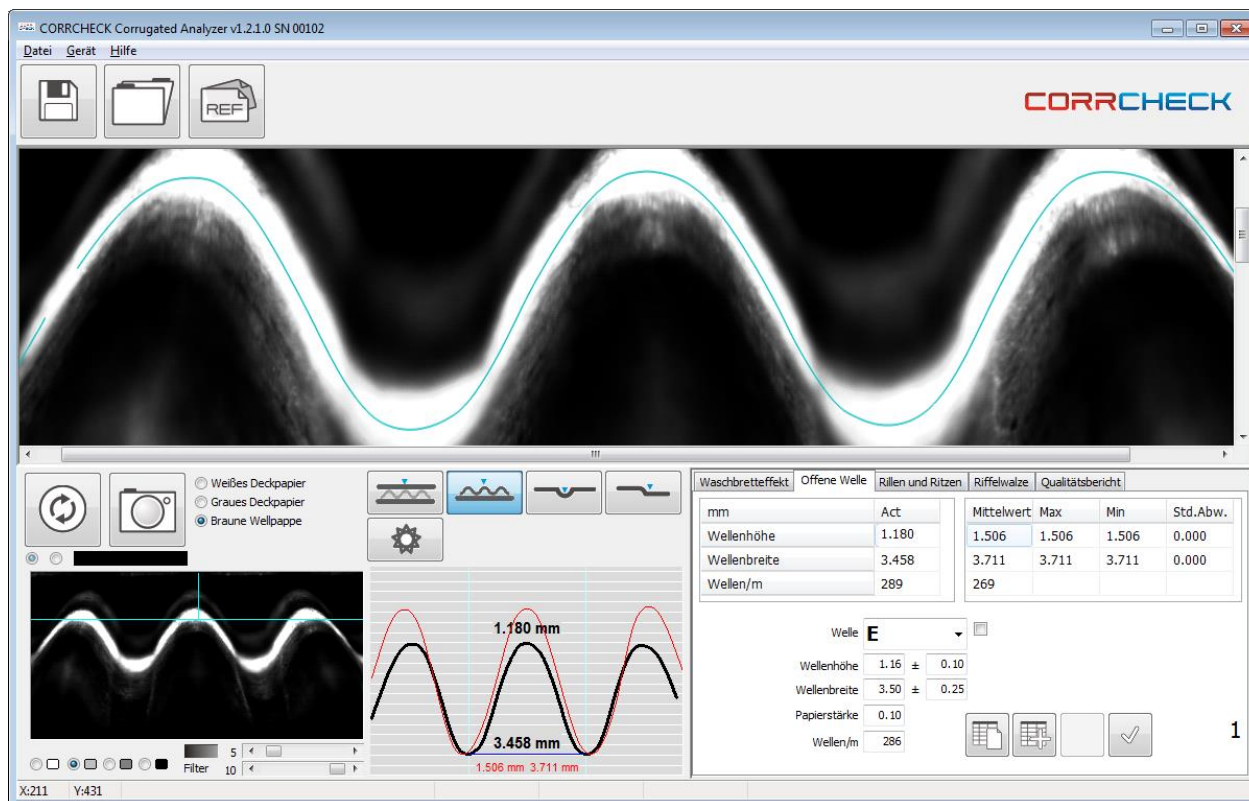 CORRCHECK Corrugated Analyzer v1.2.1.0 SN 00102
Datei Gerät Hilfe
REF
CORRCHECK
Weißes Deckpapier
Graues Deckpapier
Braune Wellpappe
5
Filter 10
1.180 mm
3.458 mm
1.506 mm 3.711 mm
Waschbretteffekt Offene Welle Rillen und Ritzen Riffelwalze Qualitätsbericht
mm Act Mittelwert Max Min Std.Abw.
Wellenhöhe 1.180 1.506 1.506 1.506 0.000
Wellenbreite 3.458 3.711 3.711 3.711 0.000
Wellen/m 289 269
Welle E
Wellenhöhe 1.16 ± 0.10
Wellenbreite 3.50 ± 0.25
Papierstärke 0.10
Wellen/m 286
1
X:211 Y:431